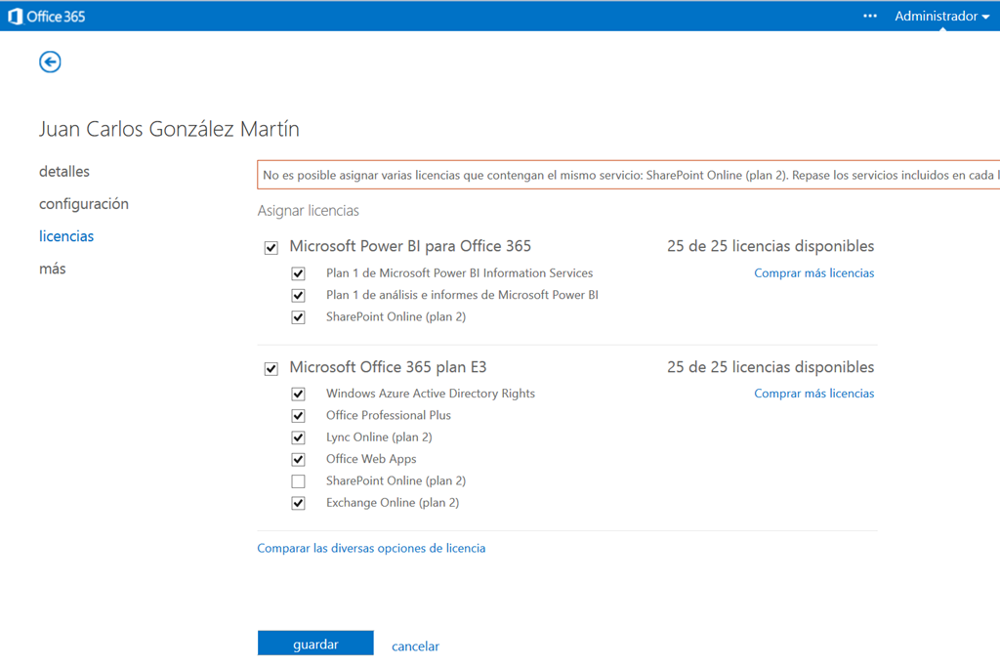 Office 365
... Administrador
Juan Carlos González Martín
detalles
configuración
licencias
más
No es posible asignar varias licencias que contengan el mismo servicio: SharePoint Online (plan 2). Repase los servicios incluidos en cada
Asignar licencias
Microsoft Power BI para Office 365 25 de 25 licencias disponibles
Plan 1 de Microsoft Power BI Information Services Comprar más licencias
Plan 1 de análisis e informes de Microsoft Power BI
SharePoint Online (plan 2)
Microsoft Office 365 plan E3 25 de 25 licencias disponibles
Windows Azure Active Directory Rights Comprar más licencias
Office Professional Plus
Lync Online (plan 2)
Office Web Apps
SharePoint Online (plan 2)
Exchange Online (plan 2)
Comparar las diversas opciones de licencia
guardar cancelar